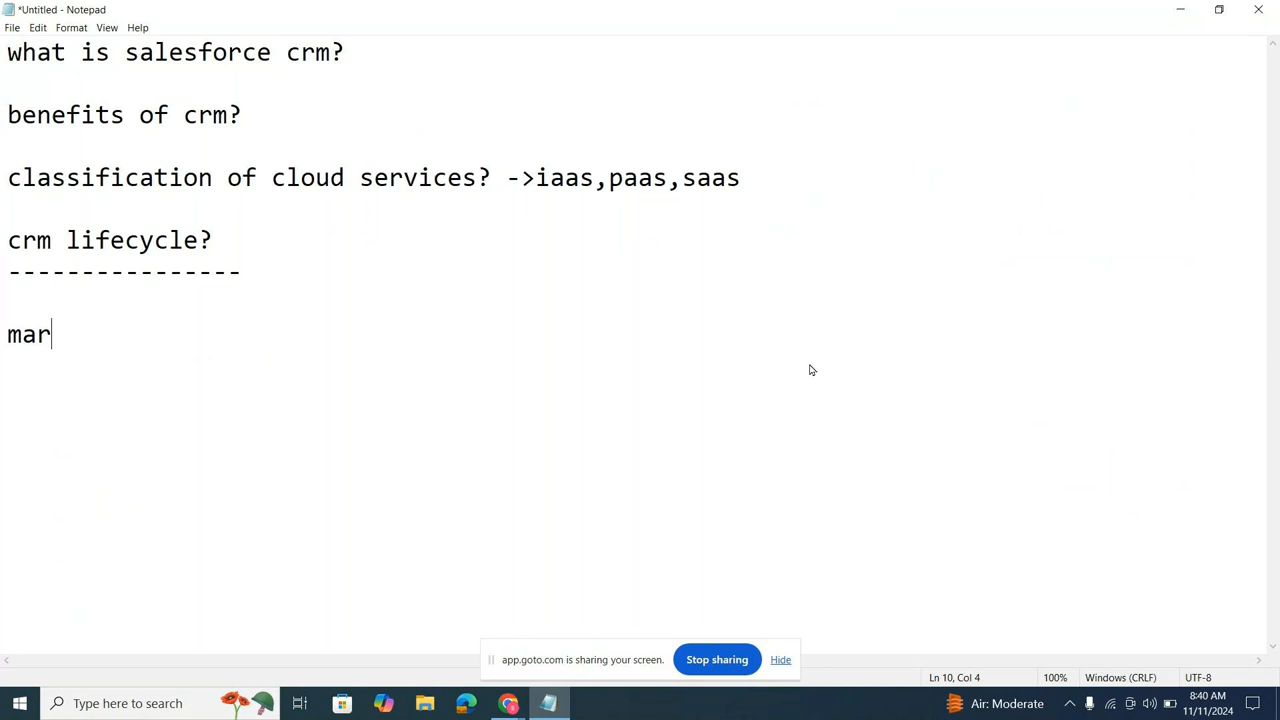 *Untitled - Notepad
File Edit Format View Help
what is salesforce crm?
benefits of crm?
classification of cloud services? ->iaas,paas,saas
crm lifecycle?
----------------
mar
app.goto.com is sharing your screen. Stop sharing Hide
Ln 10, Col 4 100% Windows (CRLF) UTF-8
Type here to search Air: Moderate 8:40 AM
11/11/2024